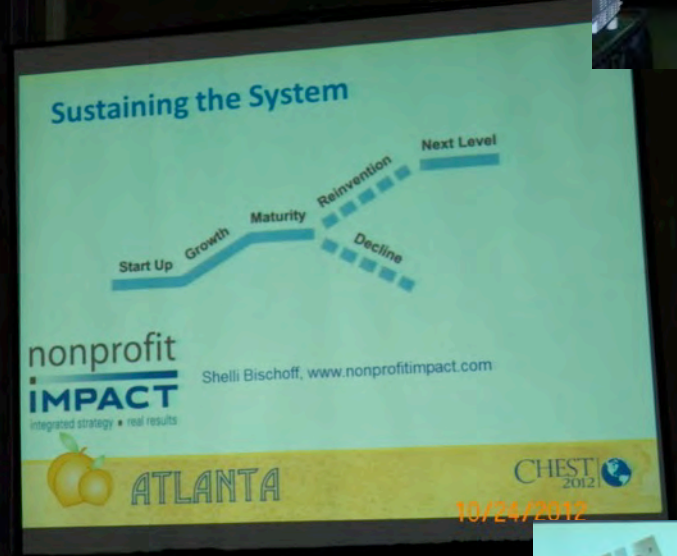 Sustaining the System
Next Level
Reinvention
Maturity
Growth
Decline
Start Up
nonprofit
IMPACT
integrated strategy ▪ real results
Shelli Bischoff, www.nonprofitimpact.com
ATLANTA
CHEST
2012
10/24/2012